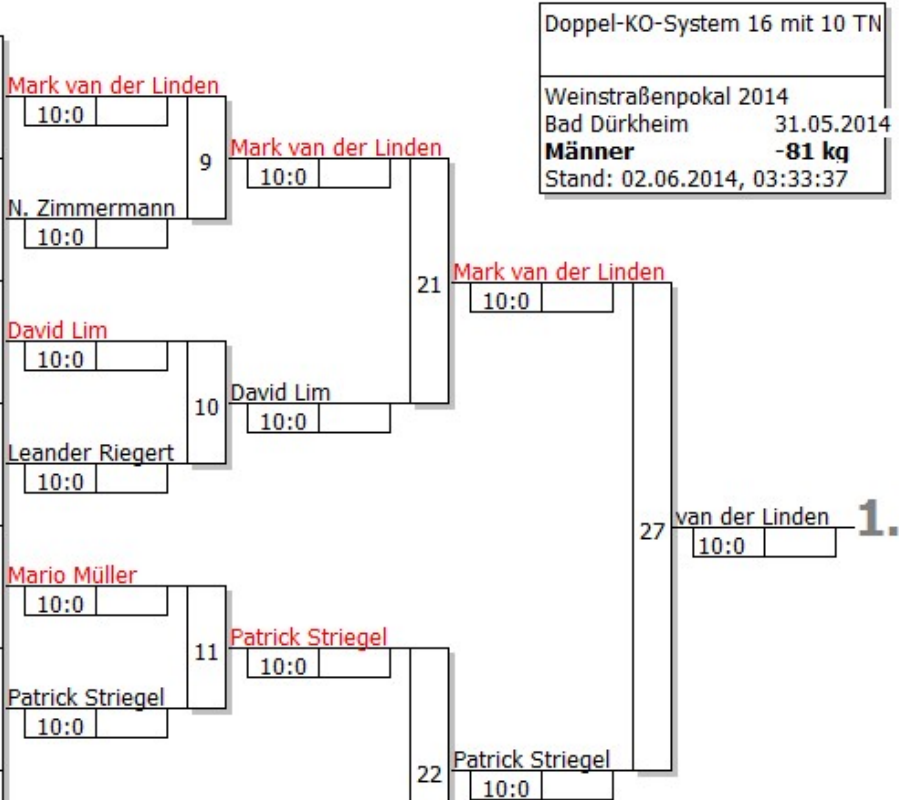 Doppel-KO-System 16 mit 10 TN
Weinstraßenpokal 2014
Bad Dürkheim 31.05.2014
Männer -81 kg
Stand: 02.06.2014, 03:33:37
Mark van der Linden
10:0
9
N. Zimmermann
10:0
David Lim
10:0
10
Leander Riegert
10:0
Mario Müller
10:0
11
Patrick Striegel
10:0
Mark van der Linden
10:0
21
David Lim
10:0
Patrick Striegel
10:0
22
Mark van der Linden
10:0
27
Patrick Striegel
10:0
van der Linden
10:0
1.